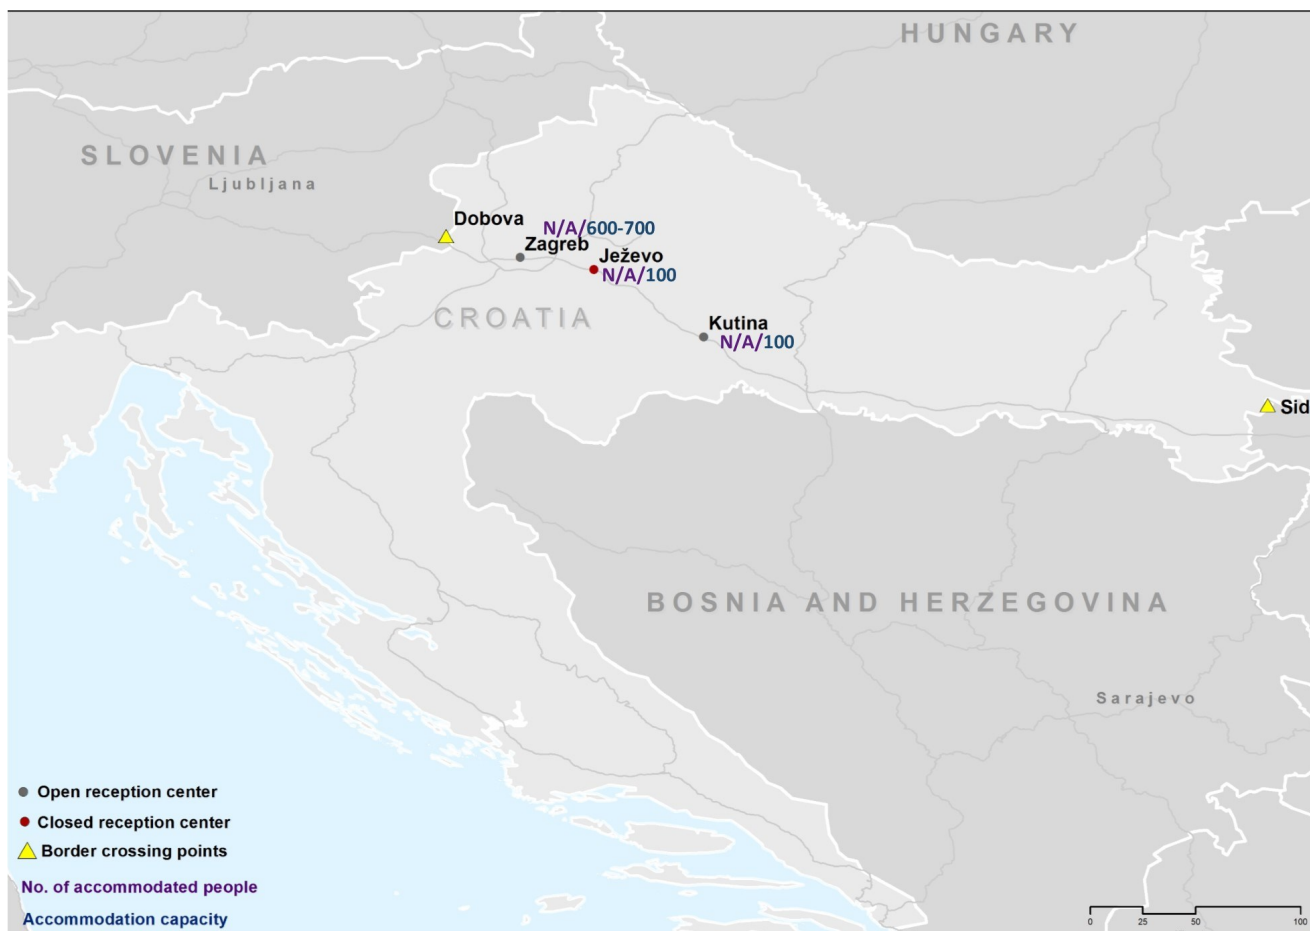 HUNGARY
SLOVENIA
Ljubljana
Dobova
N/A/600-700
Zagreb
Ježevo
N/A/100
CROATIA
Kutina
N/A/100
Sid
BOSNIA AND HERZEGOVINA
Sarajevo
Open reception center
Closed reception center
Border crossing points
No. of accommodated people
Accommodation capacity
0 25 50 100